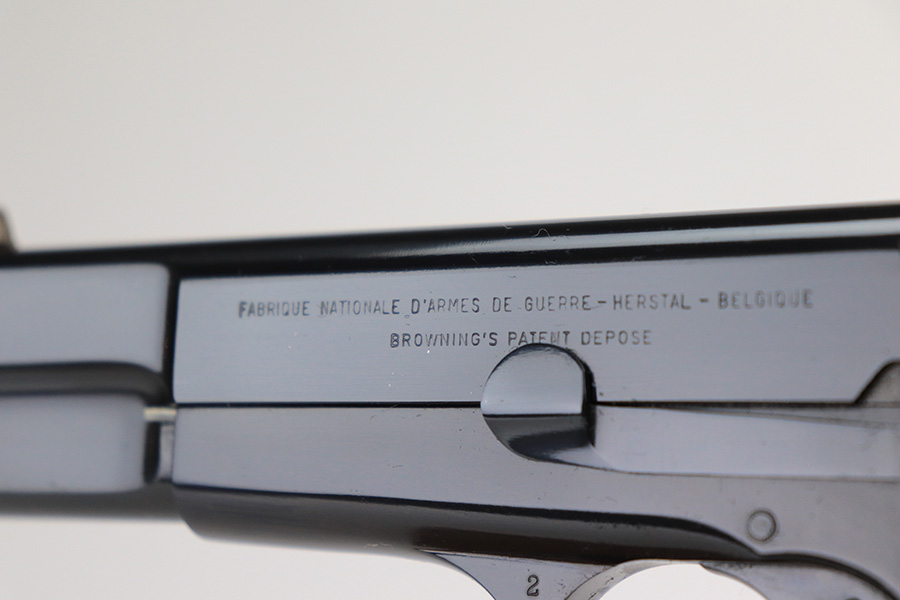 FABRIQUE NATIONALE D'ARMES DE GUERRE - HERSTAL - BELGIQUE
BROWNING'S PATENT DEPOSE
2